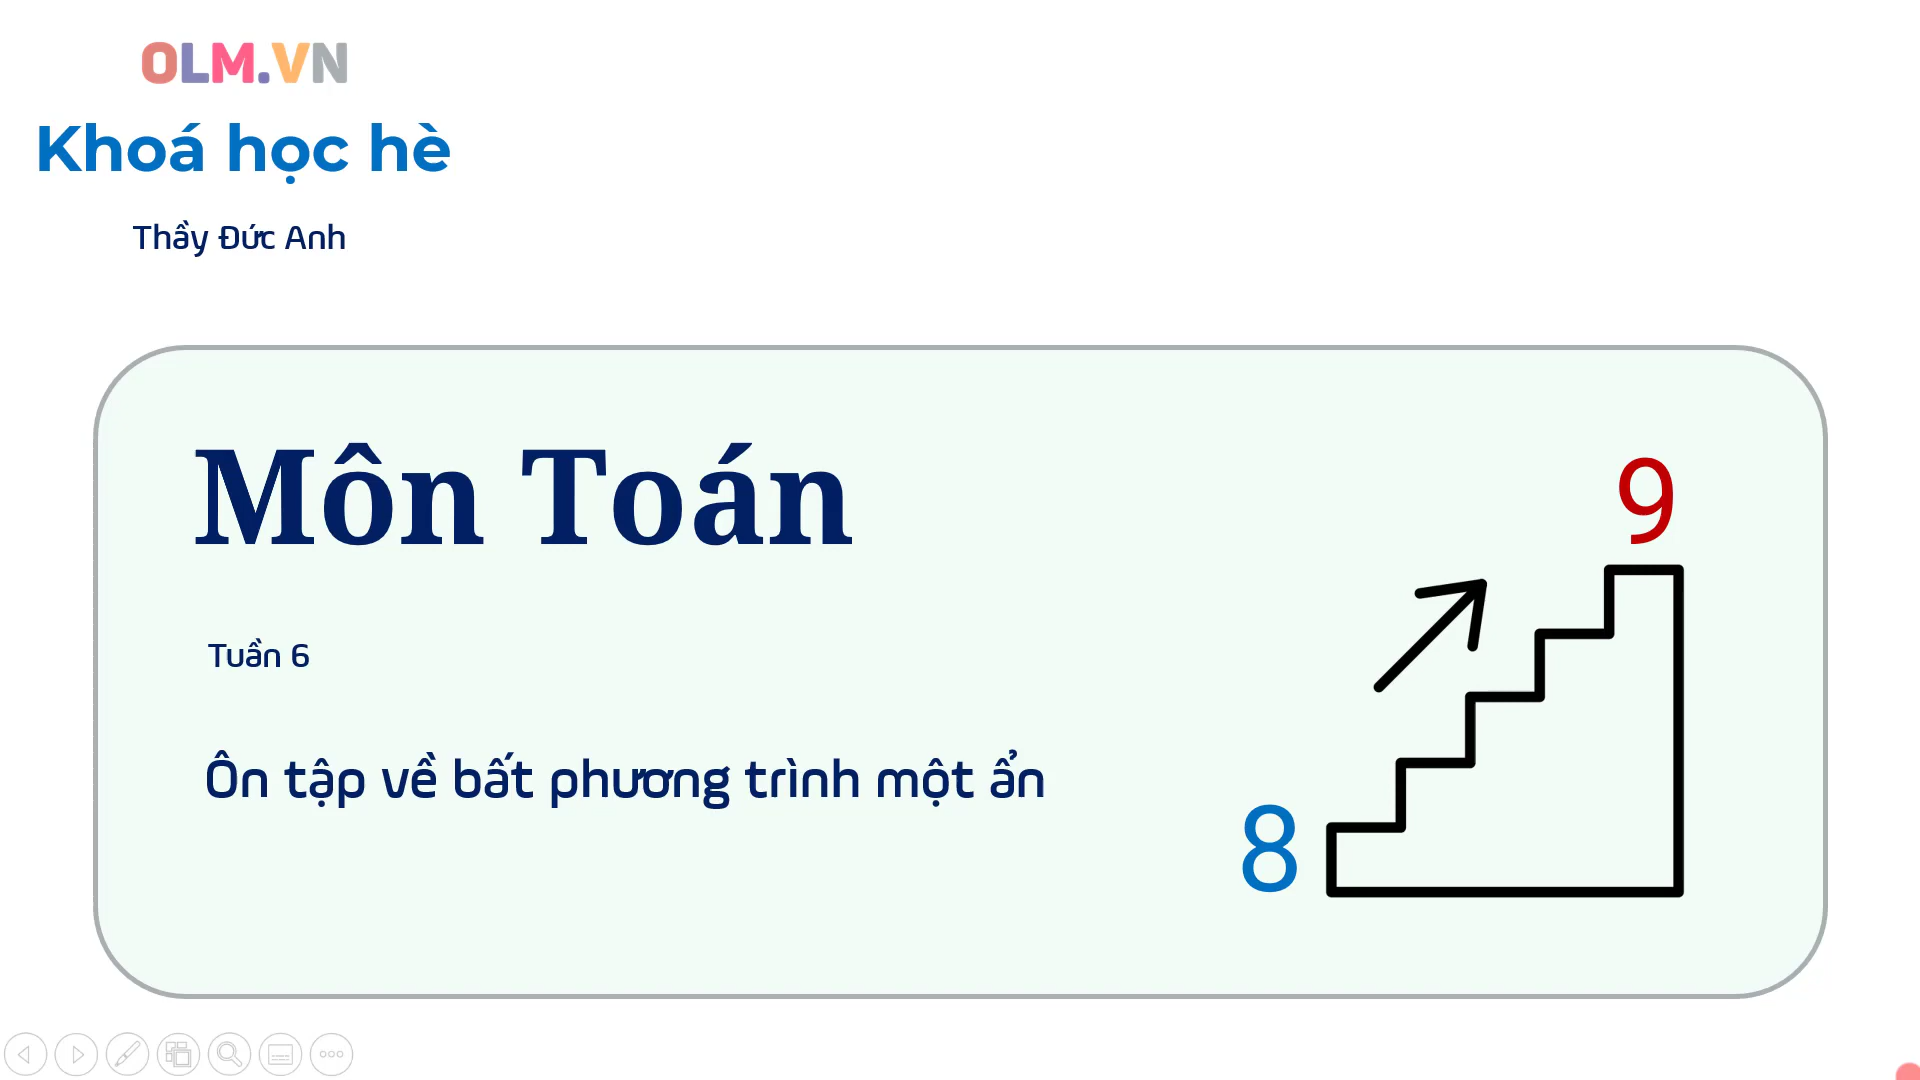 OLM.VN
Khoá học hè
Thầy Đức Anh
Môn Toán
9
Tuần 6
Ôn tập về bất phương trình một ẩn
8